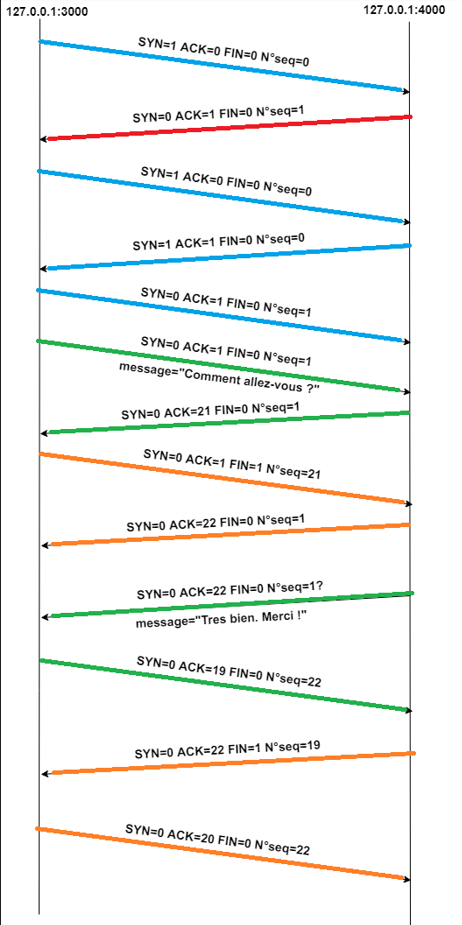 127.0.0.1:3000
127.0.0.1:4000
SYN=1 ACK=0 FIN=0 N°seq=0
SYN=0 ACK=1 FIN=0 N°seq=1
SYN=1 ACK=0 FIN=0 N°seq=0
SYN=1 ACK=1 FIN=0 N°seq=0
SYN=0 ACK=1 FIN=0 N°seq=1
SYN=0 ACK=1 FIN=0 N°seq=1
message="Comment allez-vous ?"
SYN=0 ACK=21 FIN=0 N°seq=1
SYN=0 ACK=1 FIN=1 N°seq=21
SYN=0 ACK=22 FIN=0 N°seq=1
SYN=0 ACK=22 FIN=0 N°seq=1?
message="Tres bien. Merci !"
SYN=0 ACK=19 FIN=0 N°seq=22
SYN=0 ACK=22 FIN=1 N°seq=19
SYN=0 ACK=20 FIN=0 N°seq=22